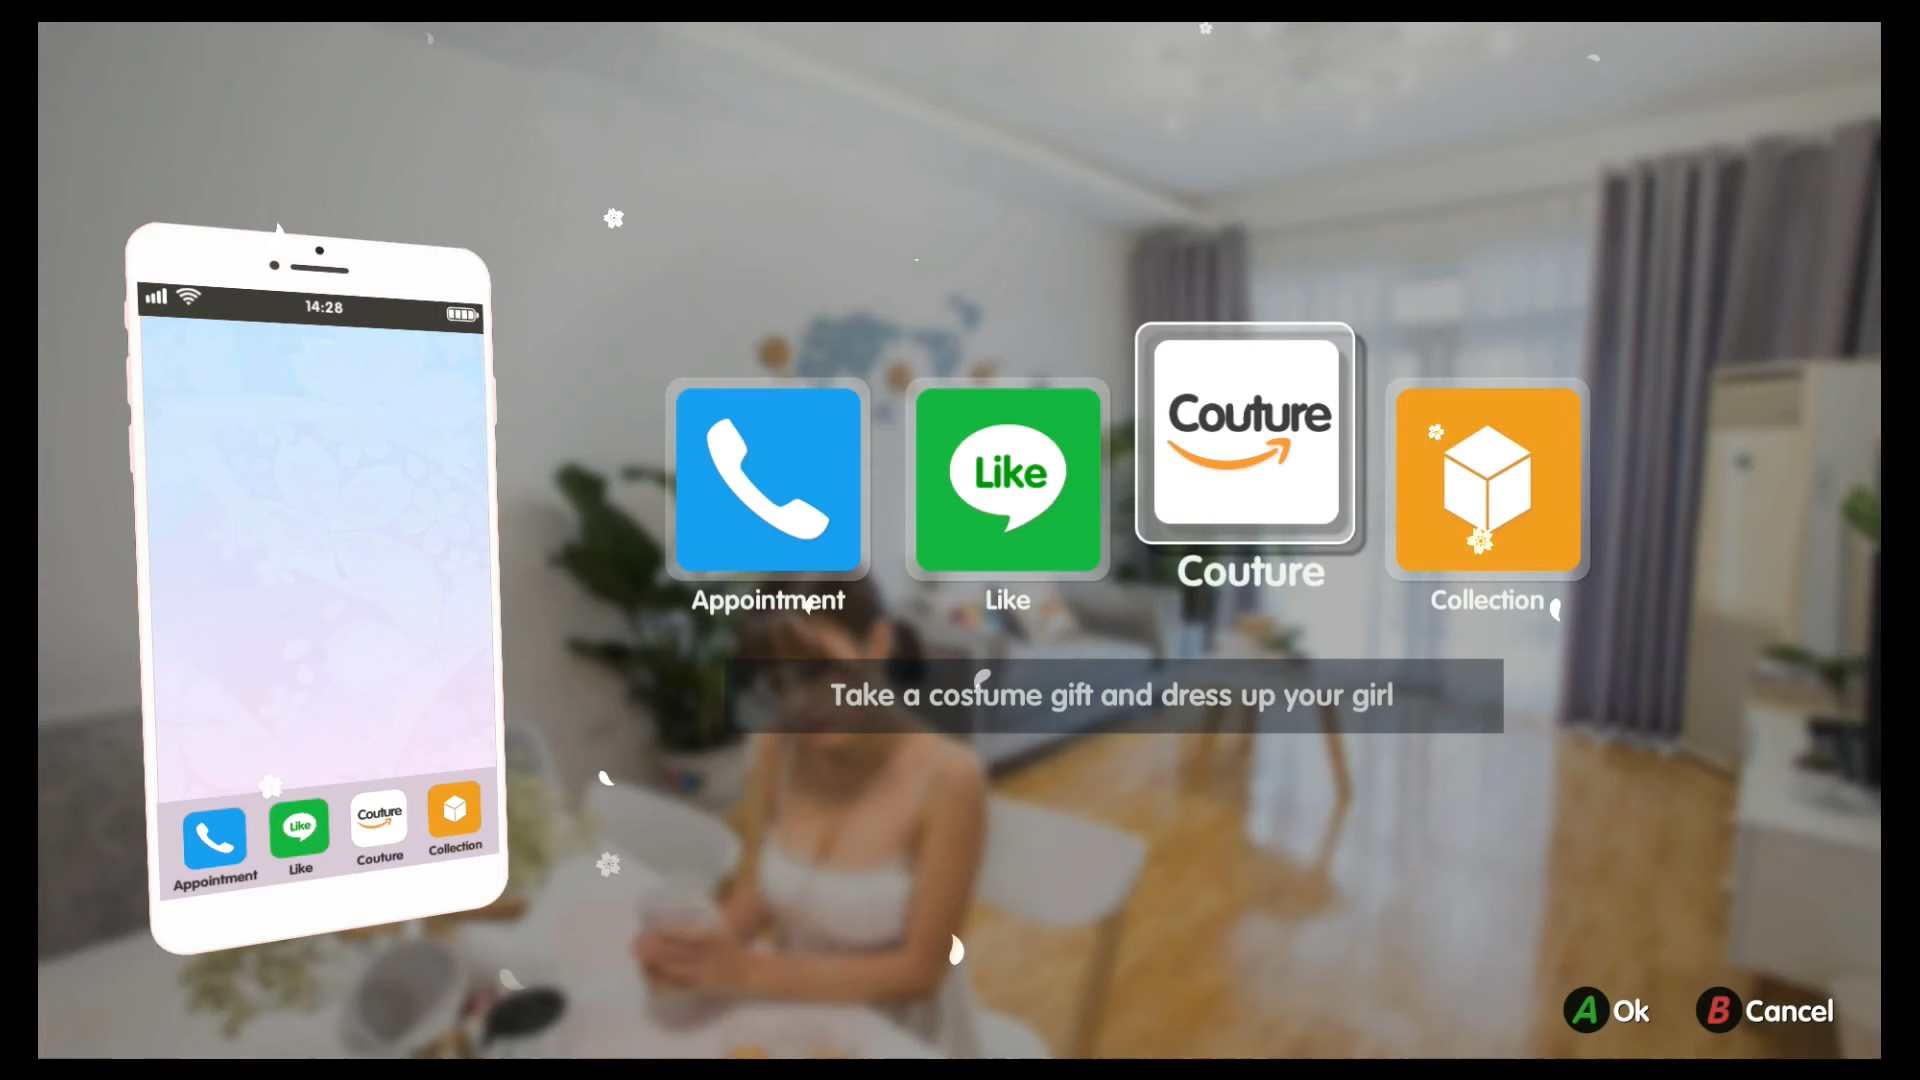 14:28
Like
Couture
Appointment
Like
Couture
Collection
Like
Couture
Appointment
Like
Couture
Collection
Take a costume gift and dress up your girl
A Ok
B Cancel